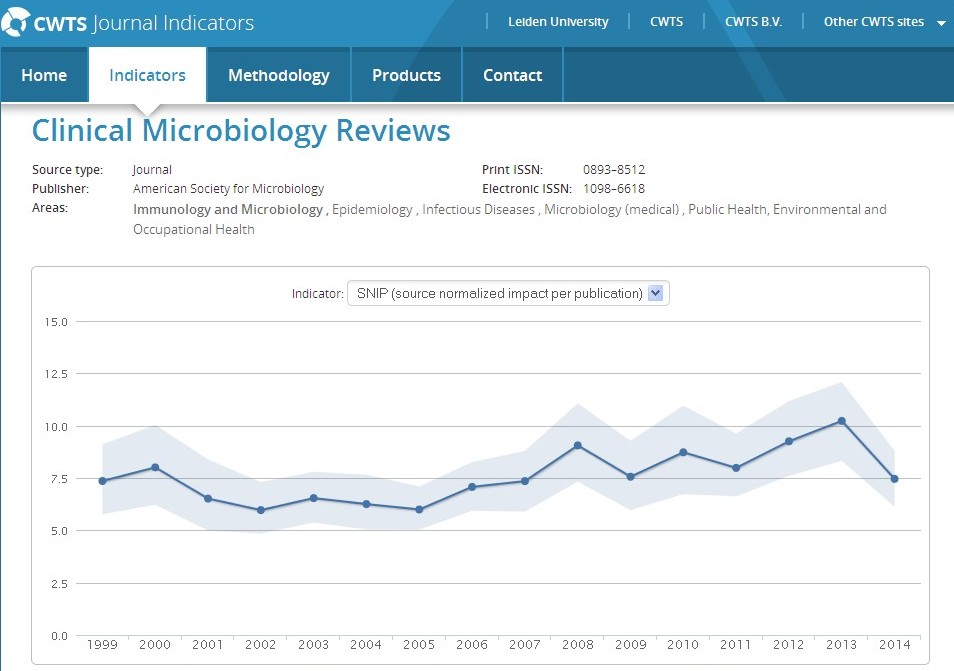 CWTS Journal Indicators
Leiden University CWTS CWTS B.V. Other CWTS sites
Home Indicators Methodology Products Contact
Clinical Microbiology Reviews
Source type: Journal Print ISSN: 0893–8512
Publisher: American Society for Microbiology Electronic ISSN: 1098–6618
Areas: Immunology and Microbiology , Epidemiology , Infectious Diseases , Microbiology (medical) , Public Health, Environmental and
Occupational Health
Indicator: SNIP (source normalized impact per publication)
15.0
12.5
10.0
7.5
5.0
2.5
0.0
1999 2000 2001 2002 2003 2004 2005 2006 2007 2008 2009 2010 2011 2012 2013 2014